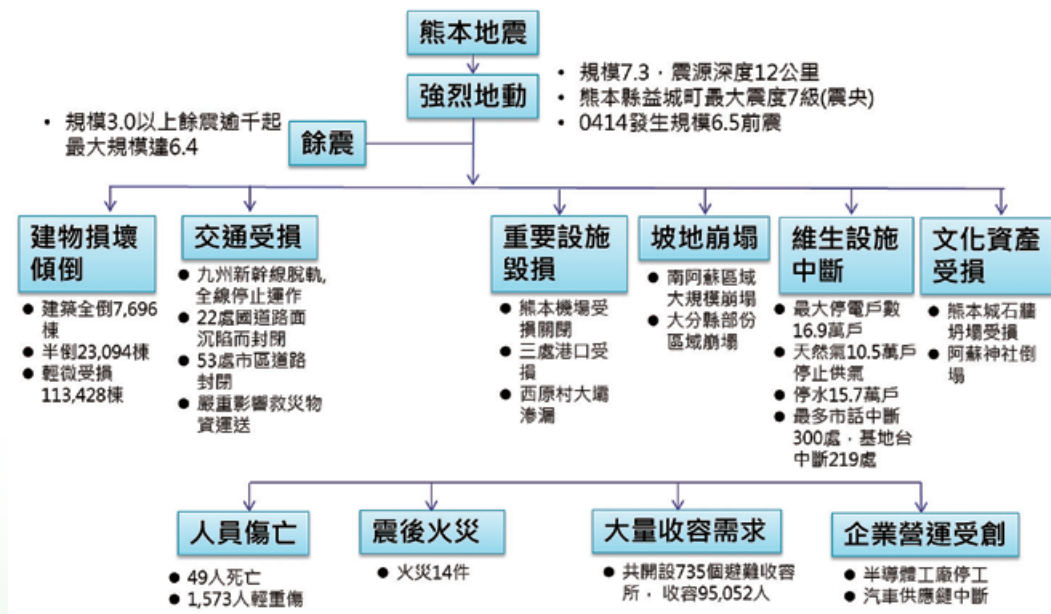 熊本地震
強烈地動
• 規模7.3，震源深度12公里
• 熊本縣益城町最大震度7級(震央)
• 0414發生規模6.5前震
• 規模3.0以上餘震逾千起
最大規模達6.4
餘震
建物損壞
傾倒
● 建築全倒7,696
棟
● 半倒23,094棟
● 輕微受損
113,428棟
交通受損
● 九州新幹線脫軌,
全線停止運作
● 22處國道路面
沉陷而封閉
● 53處市區道路
封閉
● 嚴重影響救災物
資運送
重要設施
毀損
● 熊本機場受
損關閉
● 三處港口受
損
● 西原村大壩
滲漏
坡地崩塌
● 南阿蘇區域
大規模崩塌
● 大分縣部份
區域崩塌
維生設施
中斷
● 最大停電戶數
16.9萬戶
● 天然氣10.5萬戶
停止供氣
● 停水15.7萬戶
● 最多市話中斷
300處，基地台
中斷219處
文化資產
受損
● 熊本城石牆
坍塌受損
● 阿蘇神社倒
塌
人員傷亡
● 49人死亡
● 1,573人輕重傷
震後火災
● 火災14件
大量收容需求
● 共開設735個避難收容
所，收容95,052人
企業營運受創
● 半導體工廠停工
● 汽車供應鏈中斷